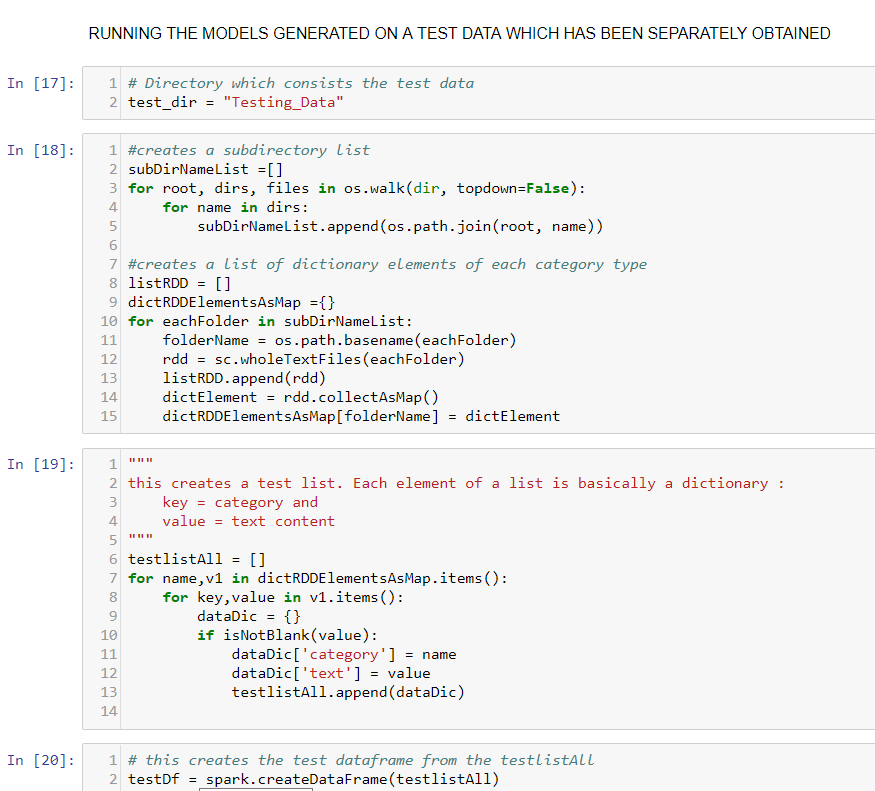 RUNNING THE MODELS GENERATED ON A TEST DATA WHICH HAS BEEN SEPARATELY OBTAINED
In [17]:
1 # Directory which consists the test data
2 test_dir = "Testing_Data"
In [18]:
1 #creates a subdirectory list
2 subDirNameList =[]
3 for root, dirs, files in os.walk(dir, topdown=False):
4     for name in dirs:
5         subDirNameList.append(os.path.join(root, name))
6
7 #creates a list of dictionary elements of each category type
8 listRDD = []
9 dictRDDElementsAsMap ={}
10 for eachFolder in subDirNameList:
11     folderName = os.path.basename(eachFolder)
12     rdd = sc.wholeTextFiles(eachFolder)
13     listRDD.append(rdd)
14     dictElement = rdd.collectAsMap()
15     dictRDDElementsAsMap[folderName] = dictElement
In [19]:
1 """
2 this creates a test list. Each element of a list is basically a dictionary :
3     key = category and
4     value = text content
5 """
6 testlistAll = []
7 for name,v1 in dictRDDElementsAsMap.items():
8     for key,value in v1.items():
9         dataDic = {}
10         if isNotBlank(value):
11             dataDic['category'] = name
12             dataDic['text'] = value
13             testlistAll.append(dataDic)
14
In [20]:
1 # this creates the test dataframe from the testlistAll
2 testDf = spark.createDataFrame(testlistAll)